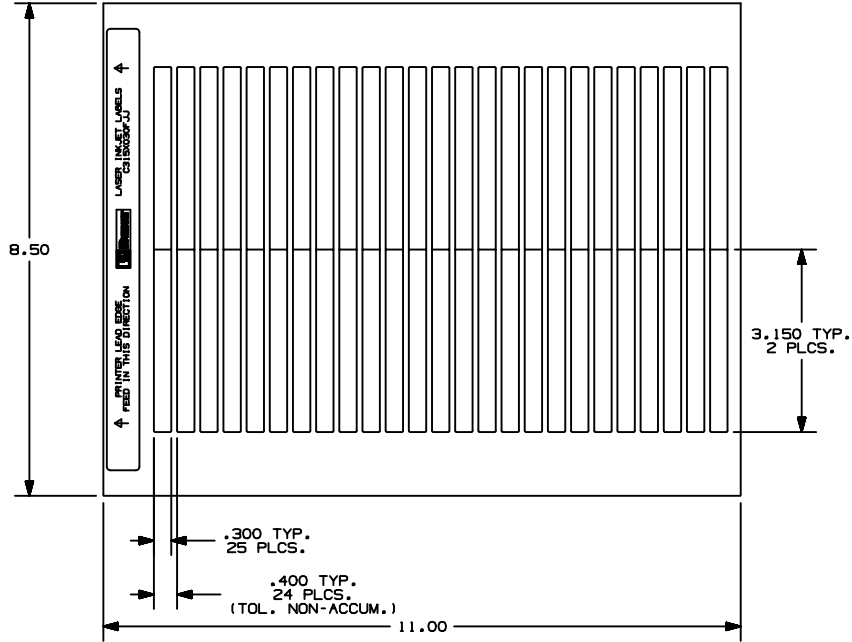 LASER INKJET LABELS
C315X030FJJ
PRINTER LEAD EDGE
FEED IN THIS DIRECTION
8.50
3.150 TYP.
2 PLCS.
.300 TYP.
25 PLCS.
.400 TYP.
24 PLCS.
(TOL. NON-ACCUM.)
11.00